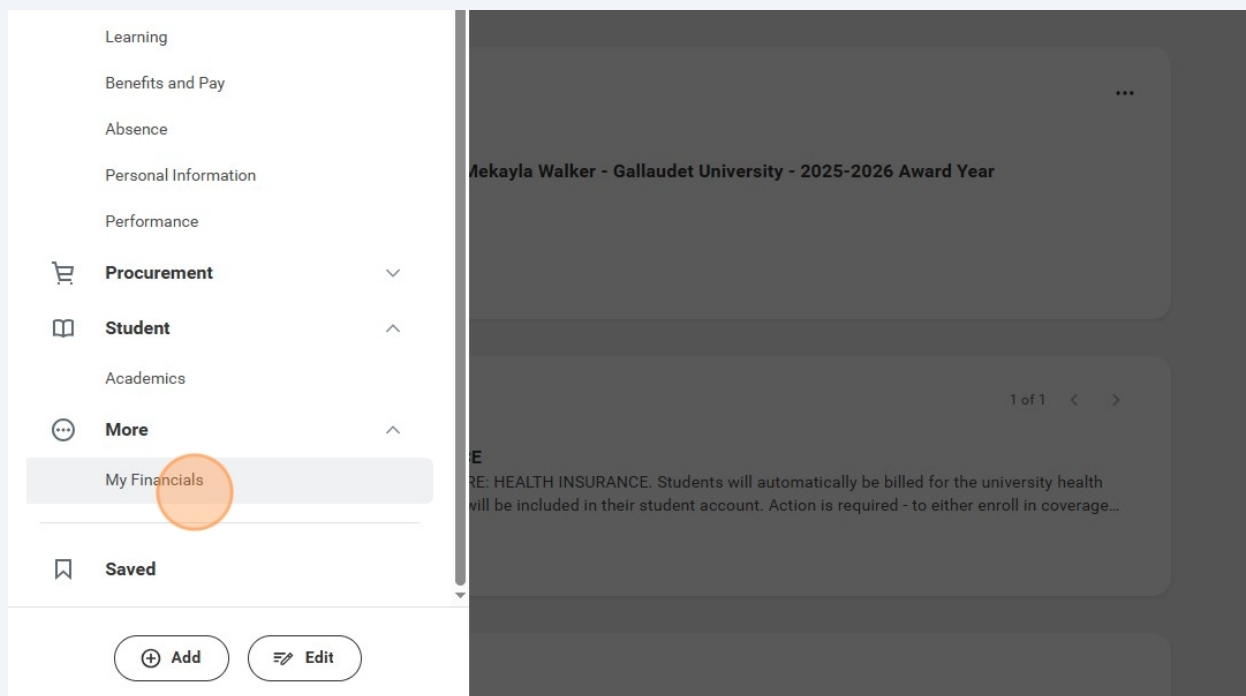 Learning
Benefits and Pay
Absence
Personal Information
Performance
Procurement
Student
Academics
More
My Financials
Saved
Add
Edit
Mekayla Walker - Gallaudet University - 2025-2026 Award Year
1 of 1
RE: HEALTH INSURANCE. Students will automatically be billed for the university health
will be included in their student account. Action is required - to either enroll in coverage...